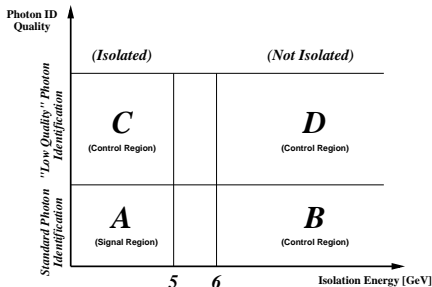 Photon ID
Quality
(Isolated)
(Not Isolated)
"Low Quality" Photon
Identification
C
(Control Region)
D
(Control Region)
Standard Photon
Identification
A
(Signal Region)
B
(Control Region)
5
6
Isolation Energy [GeV]